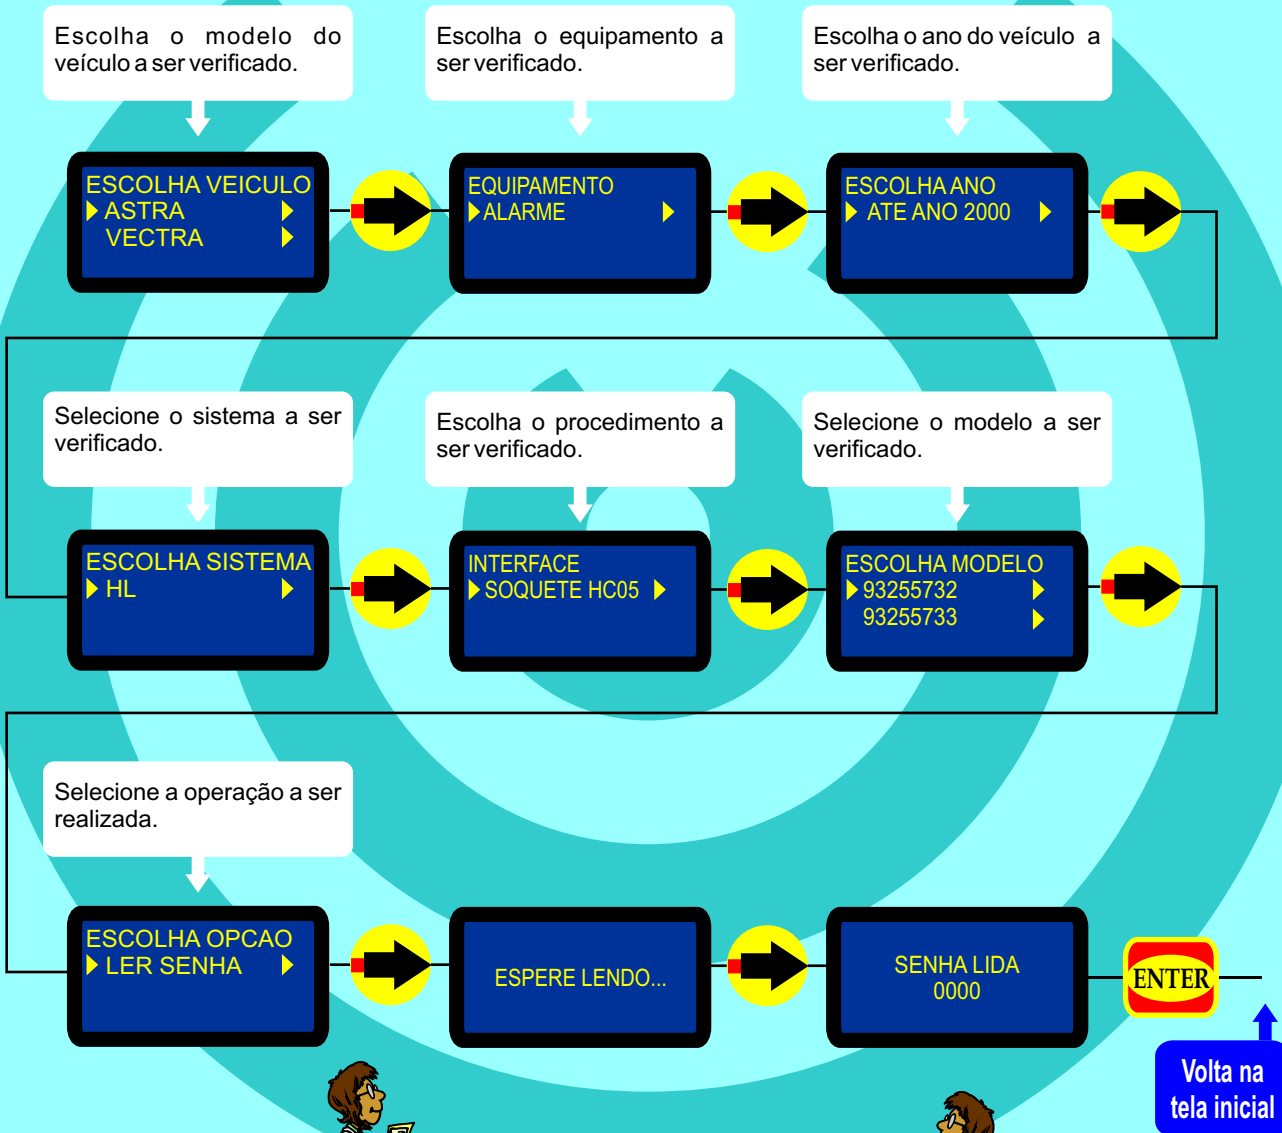 Escolha o modelo do
veículo a ser verificado.
Escolha o equipamento a
ser verificado.
Escolha o ano do veículo a
ser verificado.
ESCOLHA VEICULO
ASTRA
VECTRA
EQUIPAMENTO
ALARME
ESCOLHA ANO
ATE ANO 2000
Selecione o sistema a ser
verificado.
Escolha o procedimento a
ser verificado.
Selecione o modelo a ser
verificado.
ESCOLHA SISTEMA
HL
INTERFACE
SOQUETE HC05
ESCOLHA MODELO
93255732
93255733
Selecione a operação a ser
realizada.
ESCOLHA OPCAO
LER SENHA
ESPERE LENDO...
SENHA LIDA
0000
ENTER
Volta na
tela inicial